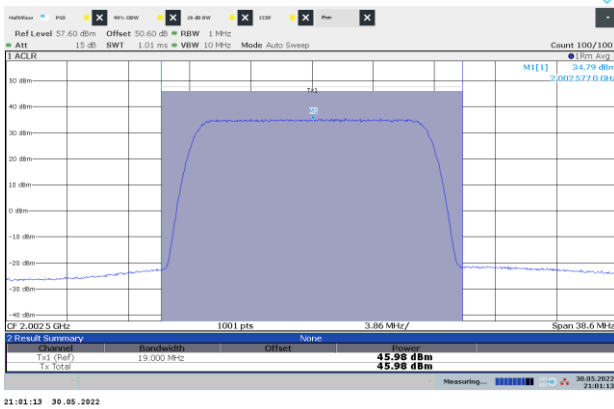 MultiView PSD × 99% OBW × 26 dB BW × CCDF × Pwr ×
Ref Level 57.60 dBm Offset 50.60 dB RBW 1 MHz
Att 15 dB SWT 1.01 ms VBW 10 MHz Mode Auto Sweep Count 100/100
1 ACLR 1Rm Avg
M1[1] 34.79 dBm
2.002 577 0 GHz
50 dBm
Tx1
40 dBm
M1
30 dBm
20 dBm
10 dBm
0 dBm
-10 dBm
-20 dBm
-30 dBm
-40 dBm
CF 2.002 5 GHz 1001 pts 3.86 MHz/ Span 38.6 MHz
2 Result Summary None
Channel Bandwidth Offset Power
Tx1 (Ref) 19.000 MHz 45.98 dBm
Tx Total 45.98 dBm
Measuring... 30.05.2022
21:01:13
21:01:13 30.05.2022